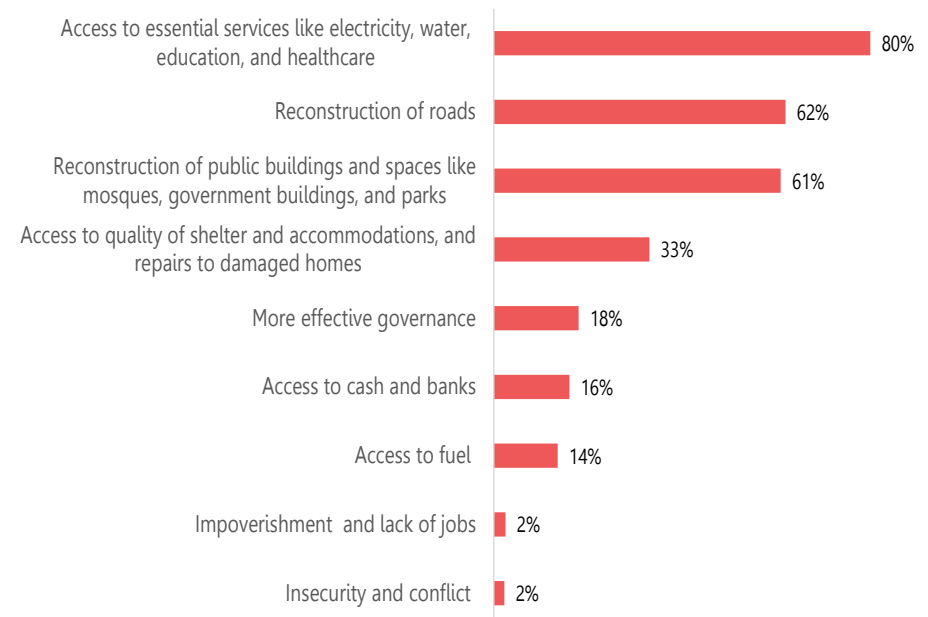 Access to essential services like electricity, water,
education, and healthcare
80%
Reconstruction of roads
62%
Reconstruction of public buildings and spaces like
mosques, government buildings, and parks
61%
Access to quality of shelter and accommodations, and
repairs to damaged homes
33%
More effective governance
18%
Access to cash and banks
16%
Access to fuel
14%
Impoverishment  and lack of jobs
2%
Insecurity and conflict
2%